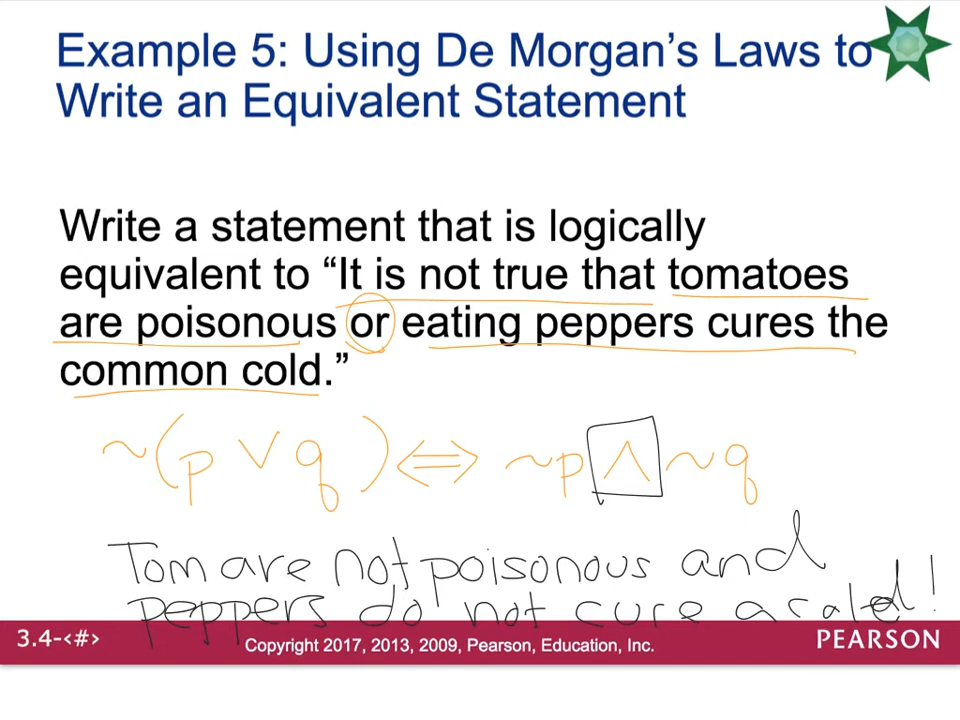 Example 5: Using De Morgan’s Laws to
Write an Equivalent Statement
Write a statement that is logically
equivalent to “It is not true that tomatoes
are poisonous or eating peppers cures the
common cold.”
~(p ∨ q) ⇔ ~p ∧ ~q
Tom are not poisonous and
peppers do not cure a cold!
3.4-<#>
Copyright 2017, 2013, 2009, Pearson, Education, Inc.
PEARSON